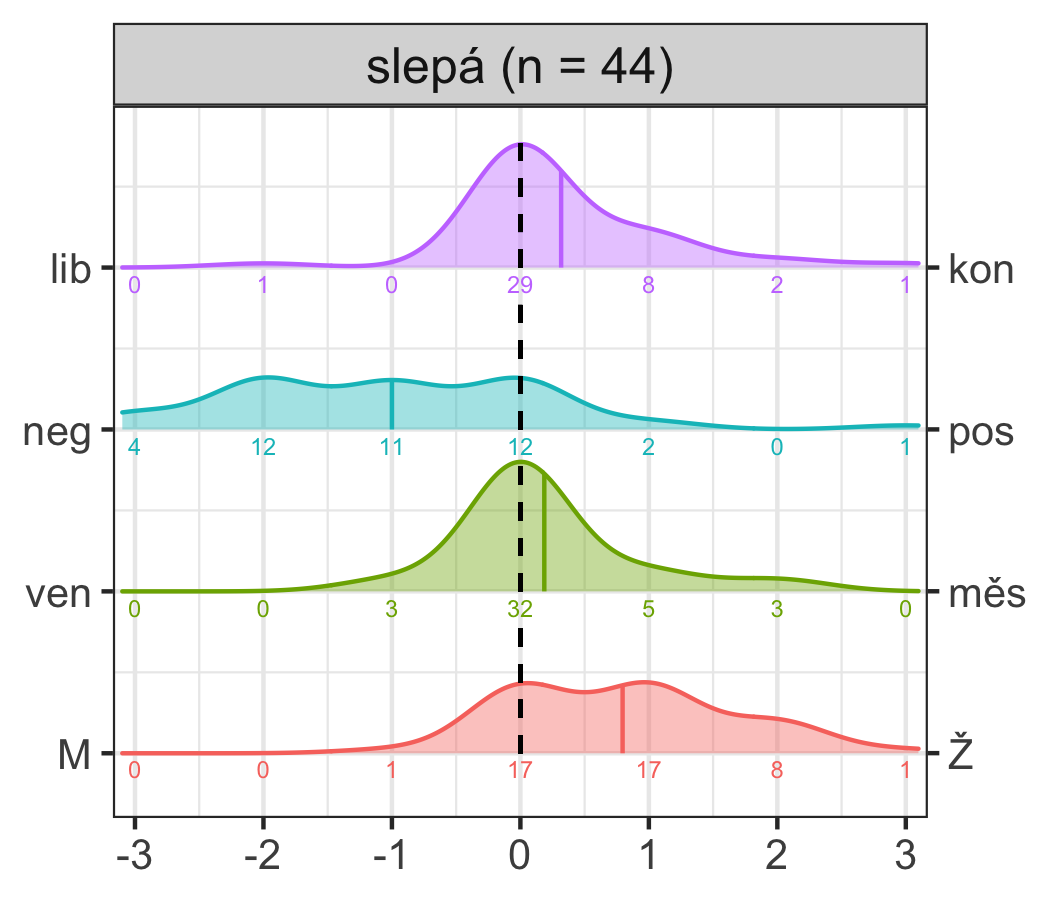 slepá (n = 44)
lib kon
0 1 0 29 8 2 1
neg pos
4 12 11 12 2 0 1
ven měs
0 0 3 32 5 3 0
M Ž
0 0 1 17 17 8 1
-3 -2 -1 0 1 2 3